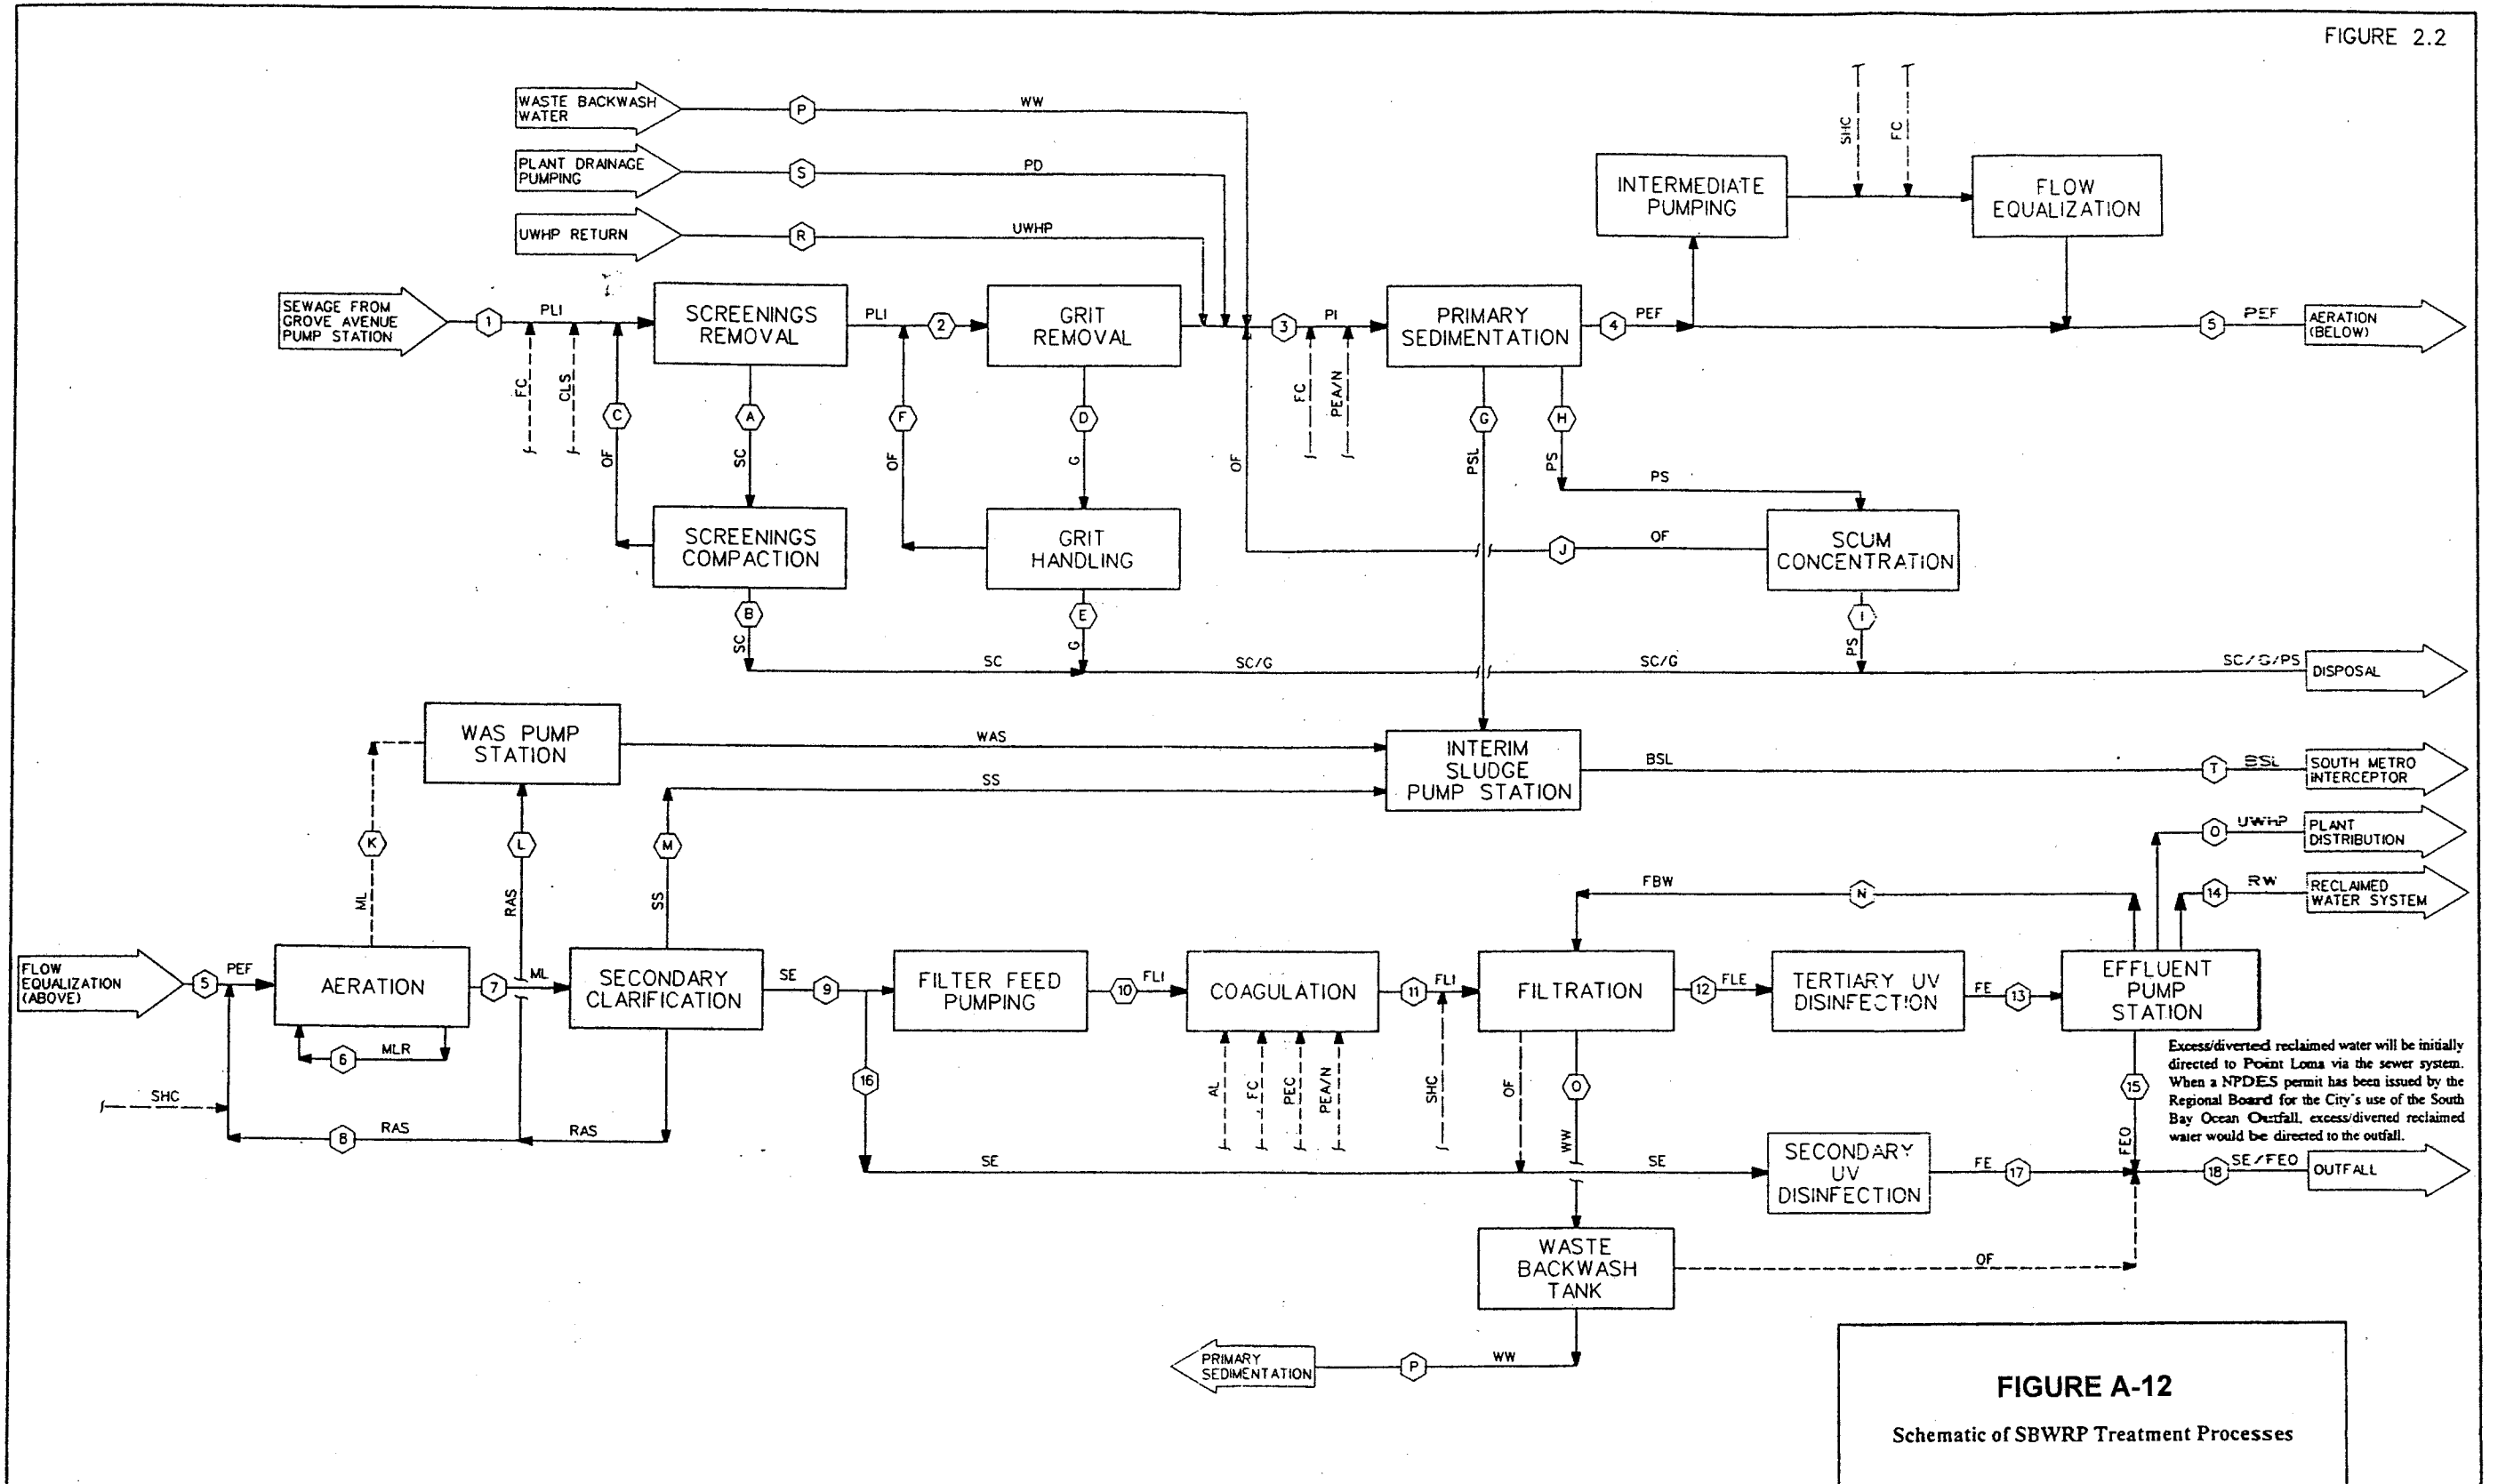 FIGURE 2.2
WASTE BACKWASH
WATER
P
WW
PLANT DRAINAGE
PUMPING
S
PD
UWHP RETURN
R
UWHP
SHC
FC
INTERMEDIATE
PUMPING
FLOW
EQUALIZATION
SEWAGE FROM
GROVE AVENUE
PUMP STATION
1
PLI
SCREENINGS
REMOVAL
PLI
2
GRIT
REMOVAL
3
PI
PRIMARY
SEDIMENTATION
4
PEF
5
PEF
AERATION
(BELOW)
FC
CLS
C
OF
A
SC
F
OF
D
G
OF
FC
PEA/N
G
PSL
H
PS
PS
SCREENINGS
COMPACTION
GRIT
HANDLING
J
OF
SCUM
CONCENTRATION
B
SC
E
G
I
PS
SC
SC/G
SC/G
SC/G/PS
DISPOSAL
WAS PUMP
STATION
WAS
INTERIM
SLUDGE
PUMP STATION
SS
BSL
T
BSL
SOUTH METRO
INTERCEPTOR
K
ML
L
RAS
M
SS
O
UWHP
PLANT
DISTRIBUTION
FBW
N
14
RW
RECLAIMED
WATER SYSTEM
FLOW
EQUALIZATION
(ABOVE)
5
PEF
AERATION
7
ML
SECONDARY
CLARIFICATION
SE
9
FILTER FEED
PUMPING
10
FLI
COAGULATION
11
FLI
FILTRATION
12
FLE
TERTIARY UV
DISINFECTION
FE
13
EFFLUENT
PUMP
STATION
6
MLR
SHC
8
RAS
RAS
16
AL
FC
PEC
PEA/N
SHC
OF
O
WW
15
FEO
Excess/diverted reclaimed water will be initially
directed to Point Loma via the sewer system.
When a NPDES permit has been issued by the
Regional Board for the City's use of the South
Bay Ocean Outfall, excess/diverted reclaimed
water would be directed to the outfall.
SE
SE
SECONDARY
UV
DISINFECTION
FE
17
18
SE/FEO
OUTFALL
WASTE
BACKWASH
TANK
OF
PRIMARY
SEDIMENTATION
P
WW
FIGURE A-12
Schematic of SBWRP Treatment Processes